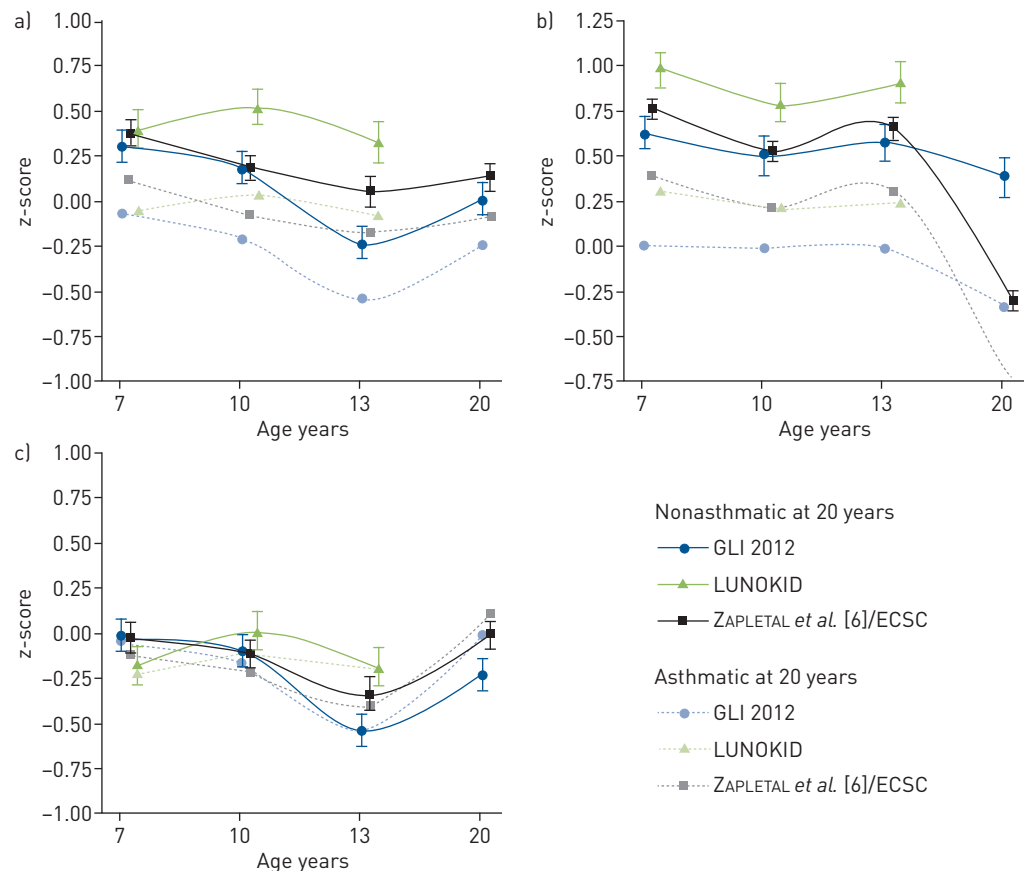 a)
1.00
0.75
0.50
0.25
0.00
–0.25
–0.50
–0.75
–1.00
z-score
7 10 13 20
Age years
b)
1.25
1.00
0.75
0.50
0.25
0.00
–0.25
–0.50
–0.75
z-score
7 10 13 20
Age years
c)
1.00
0.75
0.50
0.25
0.00
–0.25
–0.50
–0.75
–1.00
z-score
7 10 13 20
Age years
Nonasthmatic at 20 years
GLI 2012
LUNOKID
ZAPLETAL et al. [6]/ECSC
Asthmatic at 20 years
GLI 2012
LUNOKID
ZAPLETAL et al. [6]/ECSC